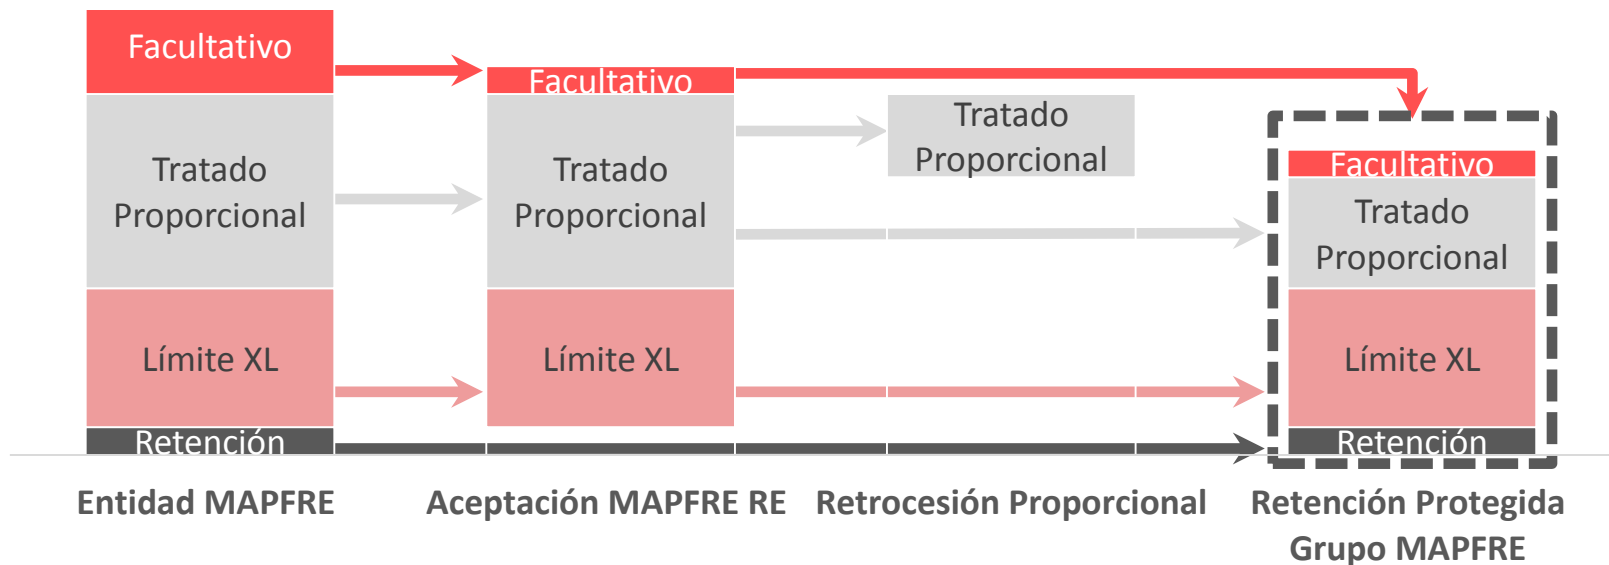 Facultativo
Tratado
Proporcional
Límite XL
Retención
Entidad MAPFRE
Facultativo
Tratado
Proporcional
Límite XL
Aceptación MAPFRE RE
Tratado
Proporcional
Retrocesión Proporcional
Facultativo
Tratado
Proporcional
Límite XL
Retención
Retención Protegida
Grupo MAPFRE